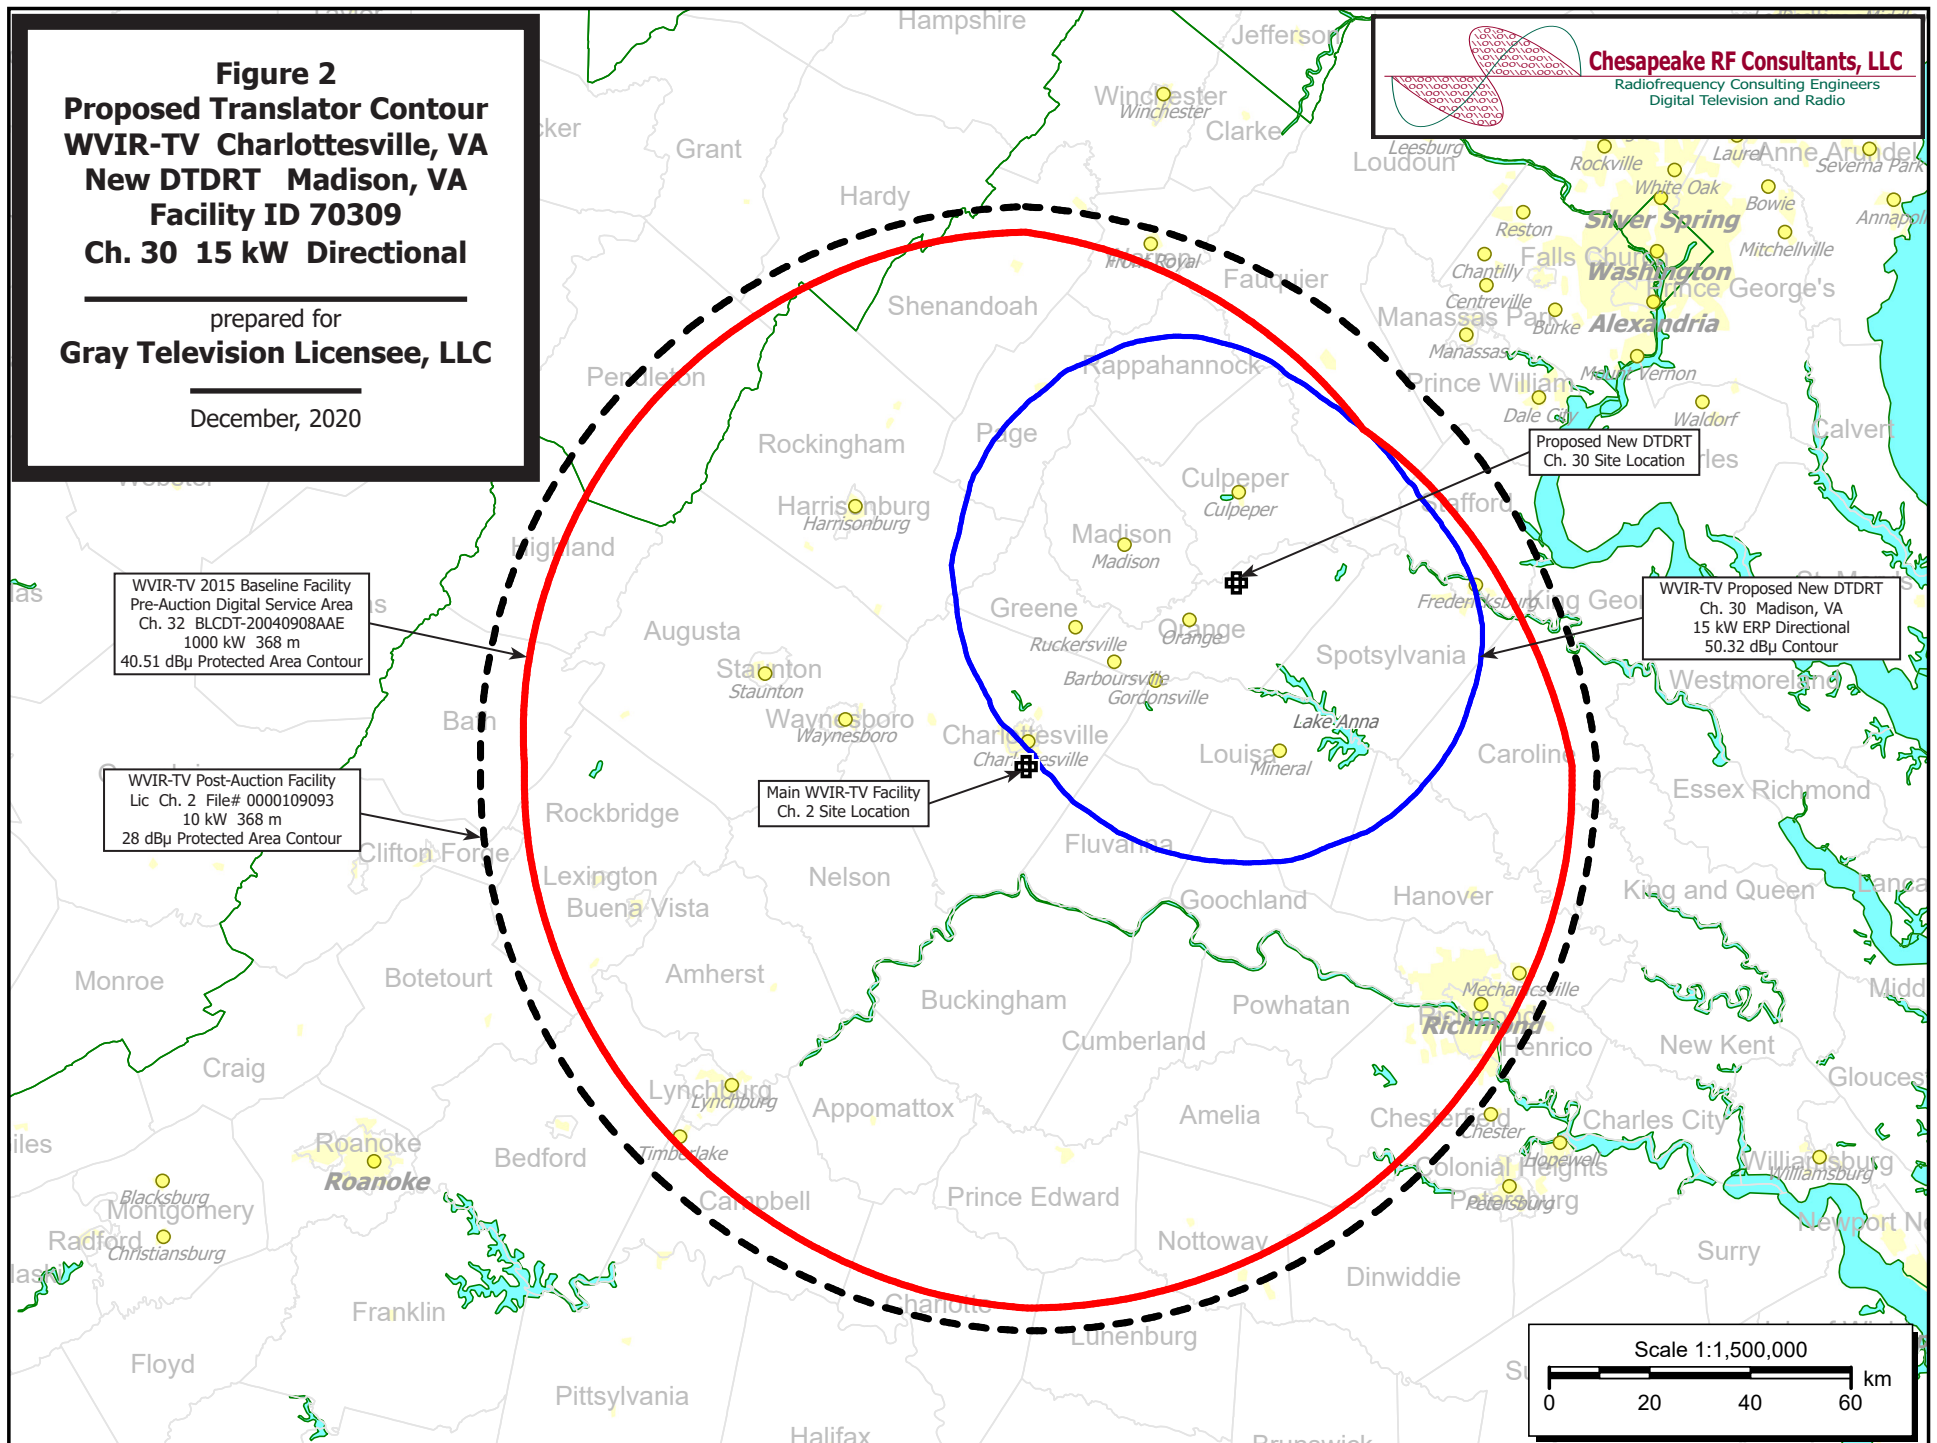 Figure 2
Proposed Translator Contour
WVIR-TV Charlottesville, VA
New DTDRT Madison, VA
Facility ID 70309
Ch. 30 15 kW Directional
prepared for
Gray Television Licensee, LLC
December, 2020
Chesapeake RF Consultants, LLC
Radiofrequency Consulting Engineers
Digital Television and Radio
Hampshire
Jefferson
Winchester
Winchester
Clarke
Loudoun
Leesburg
Rockville
Laurel
Anne Arundel
Severna Park
Grant
Hardy
White Oak
Bowie
Silver Spring
Reston
Annapol
Mitchellville
Warren
Front Royal
Fauquier
Chantilly
Falls Church
Washington
Centreville
Prince George's
Shenandoah
Manassas Park
Burke
Alexandria
Manassas
Pendleton
Rappahannock
Mount Vernon
Prince William
Dale City
Waldorf
Calvert
Rockingham
Page
Proposed New DTDRT
Ch. 30 Site Location
Culpeper
Culpeper
Stafford
Harrisonburg
Harrisonburg
Madison
Madison
Highland
WVIR-TV 2015 Baseline Facility
Pre-Auction Digital Service Area
Ch. 32 BLCDT-20040908AAE
1000 kW 368 m
40.51 dBµ Protected Area Contour
WVIR-TV Proposed New DTDRT
Ch. 30 Madison, VA
15 kW ERP Directional
50.32 dBµ Contour
Greene
Fredericksburg
Augusta
Ruckersville
Orange
Orange
Spotsylvania
Staunton
Staunton
Barboursville
Gordonsville
Westmoreland
Bath
Waynesboro
Waynesboro
Charlottesville
Charlottesville
Lake Anna
Louisa
Mineral
Caroline
WVIR-TV Post-Auction Facility
Lic Ch. 2 File# 0000109093
10 kW 368 m
28 dBµ Protected Area Contour
Main WVIR-TV Facility
Ch. 2 Site Location
Rockbridge
Essex
Richmond
Fluvanna
Clifton Forge
Lexington
Nelson
Goochland
Hanover
King and Queen
Lanca
Buena Vista
Monroe
Botetourt
Amherst
Buckingham
Powhatan
Mechanicsville
Richmond
Richmond
Midd
Cumberland
Henrico
New Kent
Craig
Glouces
Lynchburg
Lynchburg
Appomattox
Amelia
Chesterfield
Chester
Charles City
Roanoke
Roanoke
Bedford
Timberlake
Hopewell
Colonial Heights
Williamsburg
Williamsburg
Blacksburg
Montgomery
Campbell
Prince Edward
Petersburg
Petersburg
Radford
Christiansburg
Nottoway
Newport Ne
Surry
Dinwiddie
Franklin
Charlotte
Lunenburg
Floyd
Pittsylvania
Halifax
Brunswick
Scale 1:1,500,000
km
0 20 40 60